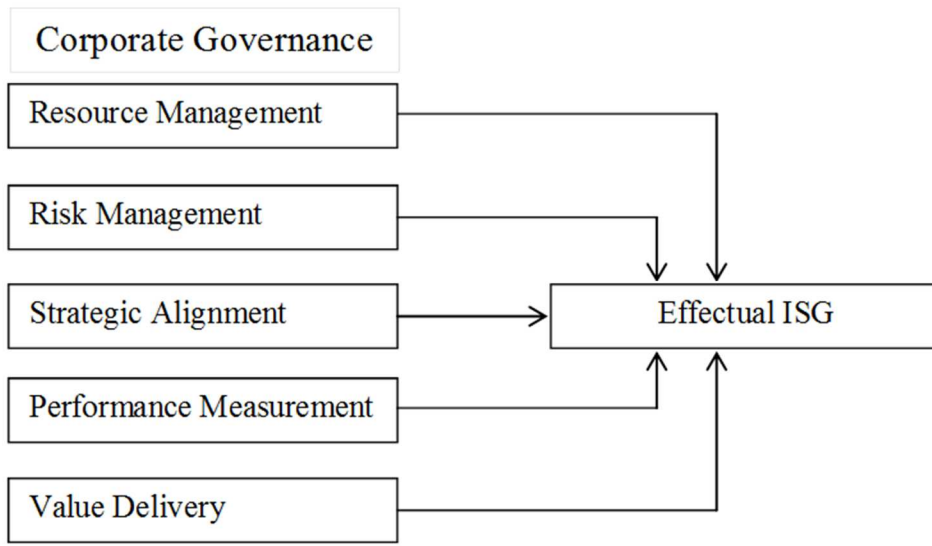 Corporate Governance
Resource Management
Risk Management
Strategic Alignment
Effectual ISG
Performance Measurement
Value Delivery